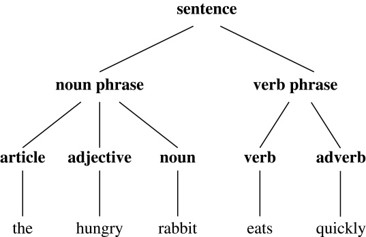 sentence
noun phrase verb phrase
article adjective noun verb adverb
the hungry rabbit eats quickly